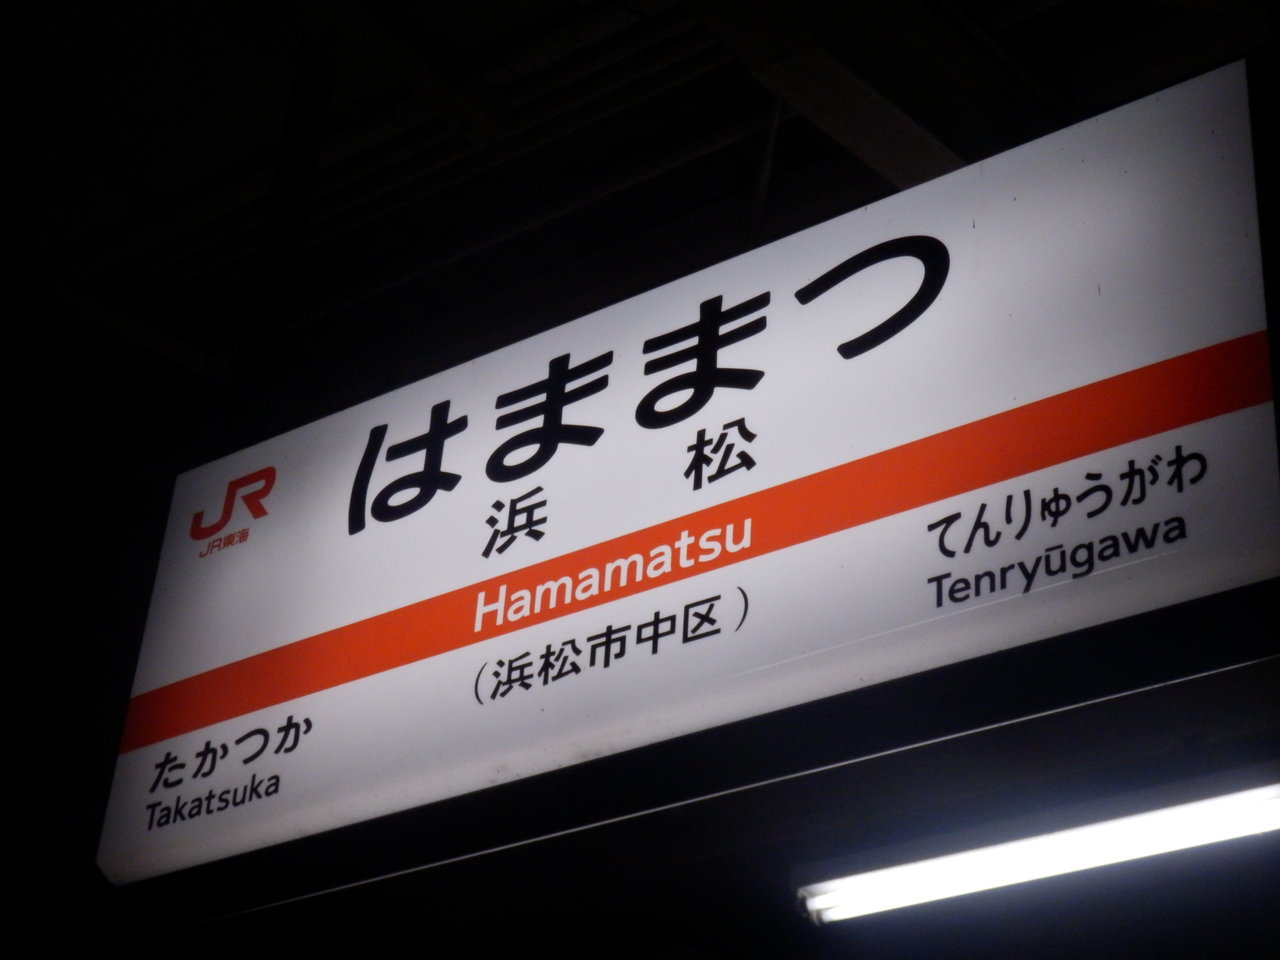 JR
JR東海
はままつ
浜 松
Hamamatsu
(浜松市中区)
たかつか
Takatsuka
てんりゅうがわ
Tenryūgawa